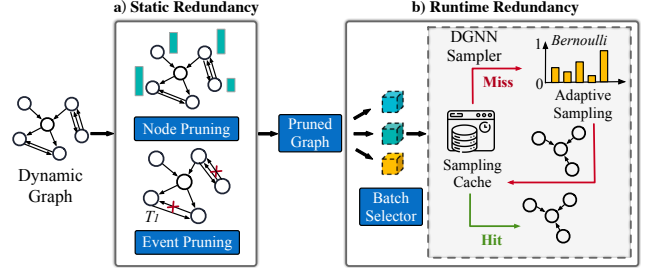 a) Static Redundancy
b) Runtime Redundancy
Dynamic
Graph
Node Pruning
T1
Event Pruning
Pruned
Graph
Batch
Selector
DGNN
Sampler
Miss
Sampling
Cache
Hit
1
0
Bernoulli
Adaptive
Sampling